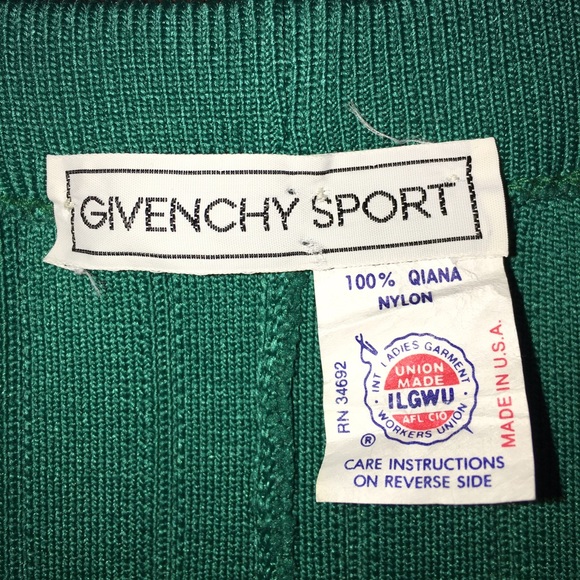 GIVENCHY SPORT
100% QIANA
NYLON
RN 34692
INT'L LADIES GARMENT
UNION
MADE
ILGWU
AFL CIO
WORKERS UNION
®
MADE IN U.S.A.
CARE INSTRUCTIONS
ON REVERSE SIDE